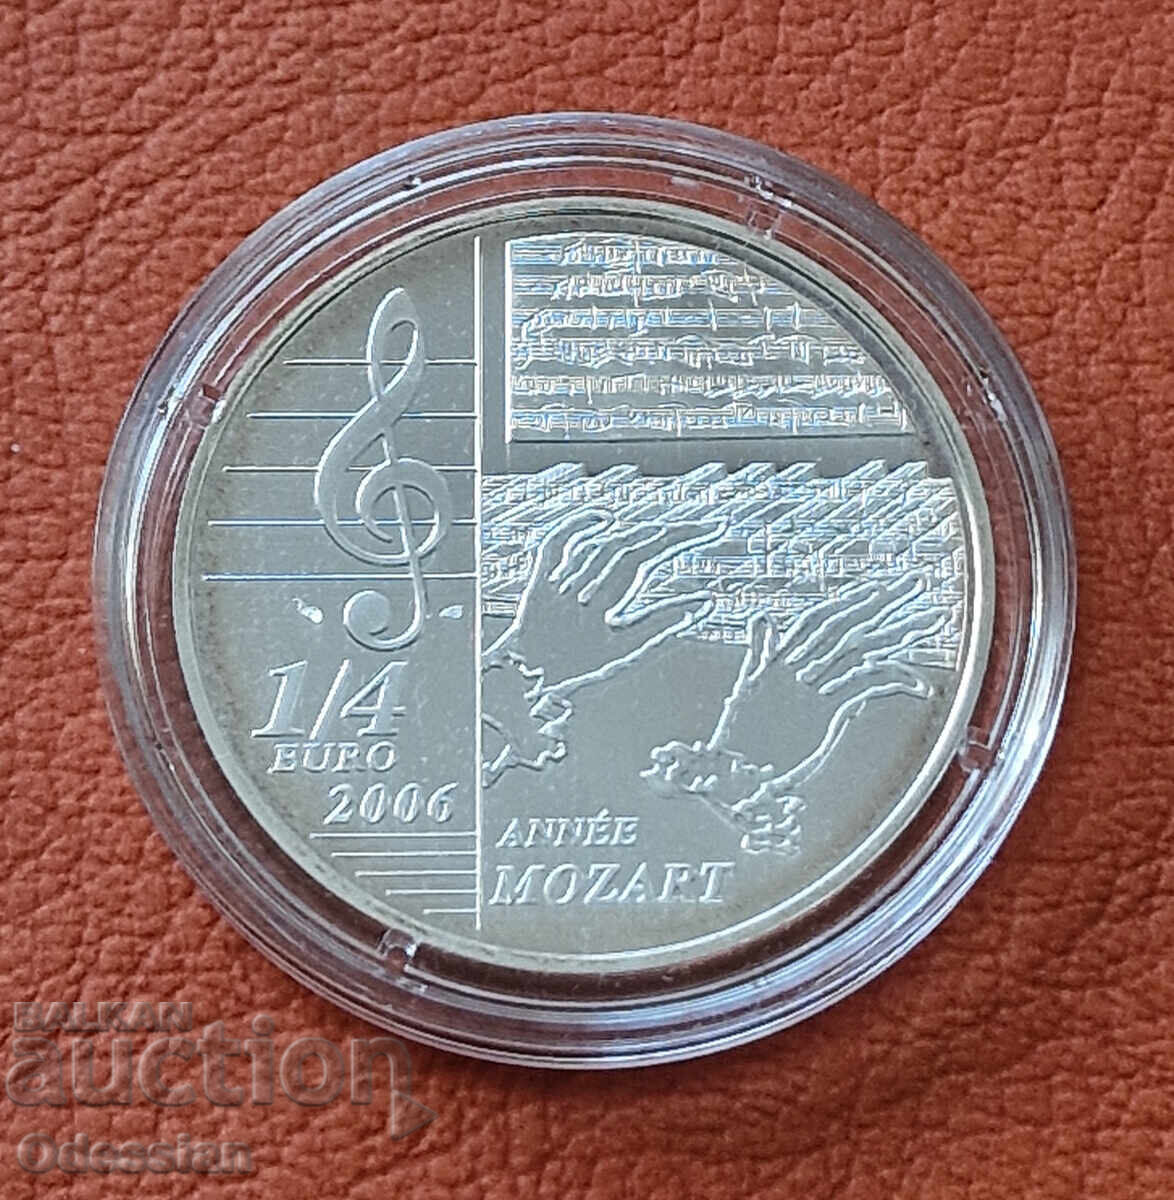 1/4
EURO
2006
ANNÉE
MOZART
BALKAN
auction
Odessian